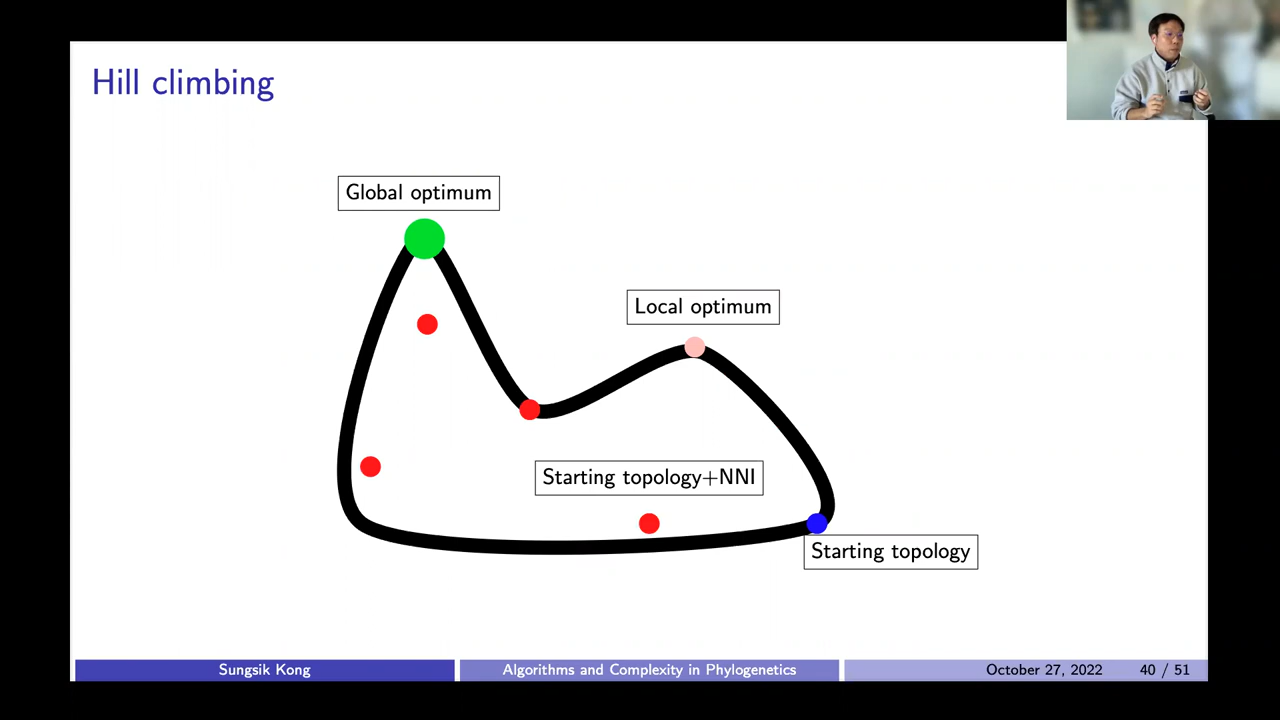 Hill climbing
Global optimum
Local optimum
Starting topology+NNI
Starting topology
Sungsik Kong
Algorithms and Complexity in Phylogenetics
October 27, 2022
40 / 51